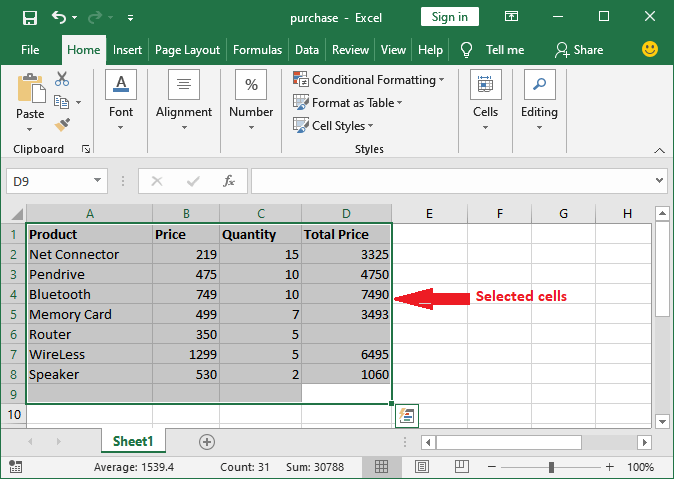 purchase - Excel
Sign in
File Home Insert Page Layout Formulas Data Review View Help Tell me Share
Paste
Clipboard
A
Font
Alignment
%
Number
Conditional Formatting
Format as Table
Cell Styles
Styles
Cells
Editing
D9
fx
A B C D E F G H
1 Product Price Quantity Total Price
2 Net Connector 219 15 3325
3 Pendrive 475 10 4750
4 Bluetooth 749 10 7490
Selected cells
5 Memory Card 499 7 3493
6 Router 350 5
7 WireLess 1299 5 6495
8 Speaker 530 2 1060
9
10
Sheet1
Average: 1539.4 Count: 31 Sum: 30788 100%